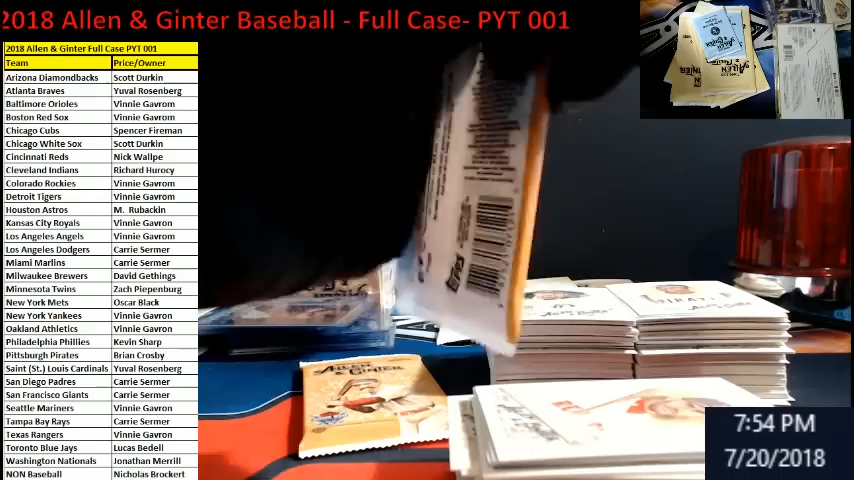 2018 Allen & Ginter Baseball - Full Case- PYT 001
2018 Allen & Ginter Full Case PYT 001
Team Price/Owner
Arizona Diamondbacks Scott Durkin
Atlanta Braves Yuval Rosenberg
Baltimore Orioles Vinnie Gavrom
Boston Red Sox Vinnie Gavrom
Chicago Cubs Spencer Fireman
Chicago White Sox Scott Durkin
Cincinnati Reds Nick Wallpe
Cleveland Indians Richard Hurocy
Colorado Rockies Vinnie Gavrom
Detroit Tigers Vinnie Gavrom
Houston Astros M. Rubackin
Kansas City Royals Vinnie Gavron
Los Angeles Angels Vinnie Gavrom
Los Angeles Dodgers Carrie Sermer
Miami Marlins Carrie Sermer
Milwaukee Brewers David Gethings
Minnesota Twins Zach Piepenburg
New York Mets Oscar Black
New York Yankees Vinnie Gavron
Oakland Athletics Vinnie Gavron
Philadelphia Phillies Kevin Sharp
Pittsburgh Pirates Brian Crosby
Saint (St.) Louis Cardinals Yuval Rosenberg
San Diego Padres Carrie Sermer
San Francisco Giants Carrie Sermer
Seattle Mariners Vinnie Gavron
Tampa Bay Rays Carrie Sermer
Texas Rangers Vinnie Gavron
Toronto Blue Jays Lucas Bedell
Washington Nationals Jonathan Merrill
NON Baseball Nicholas Brockert
Topps
ALLEN
& GINTER
7:54 PM
7/20/2018